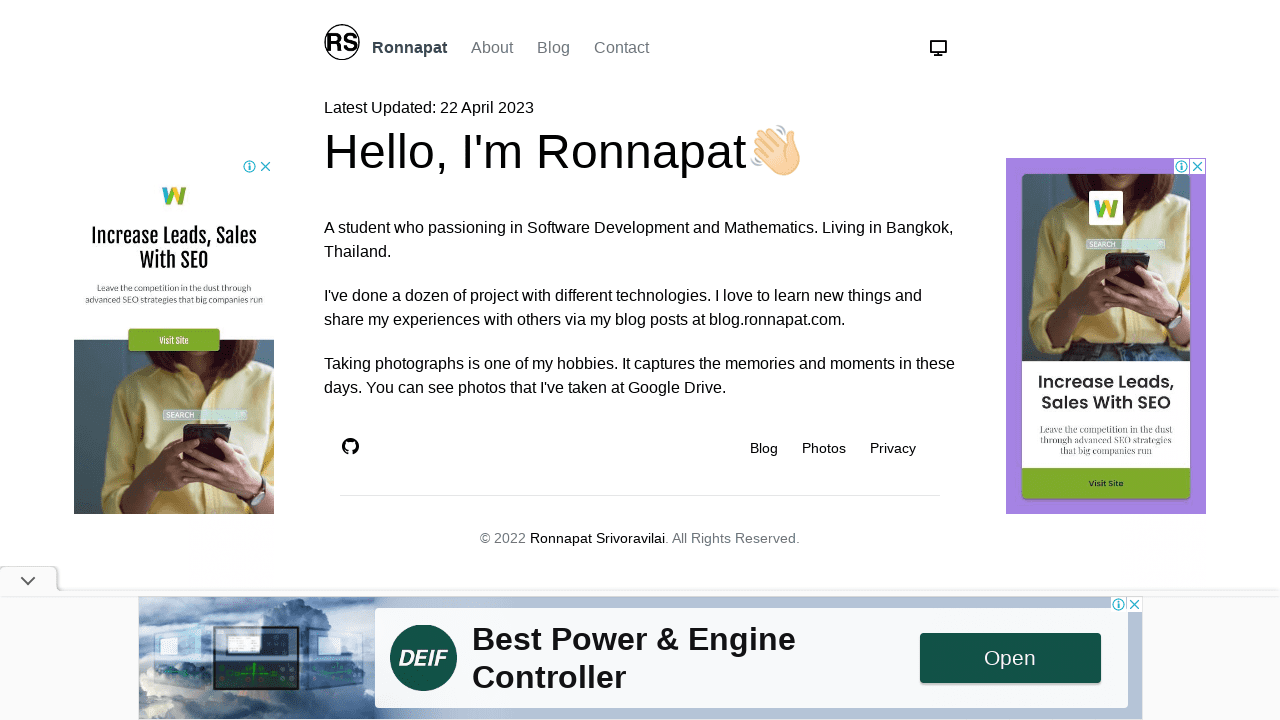 RS
Ronnapat
About
Blog
Contact
Latest Updated: 22 April 2023
Hello, I'm Ronnapat👋🏻
A student who passioning in Software Development and Mathematics. Living in Bangkok,
Thailand.
I've done a dozen of project with different technologies. I love to learn new things and
share my experiences with others via my blog posts at blog.ronnapat.com.
Taking photographs is one of my hobbies. It captures the memories and moments in these
days. You can see photos that I've taken at Google Drive.
Blog
Photos
Privacy
© 2022 Ronnapat Srivoravilai. All Rights Reserved.
Increase Leads, Sales
With SEO
Leave the competition in the dust through
advanced SEO strategies that big companies run
Visit Site
SEARCH
SEARCH
Increase Leads,
Sales With SEO
Leave the competition in the dust
through advanced SEO strategies
that big companies run
Visit Site
DEIF
Best Power & Engine
Controller
Open